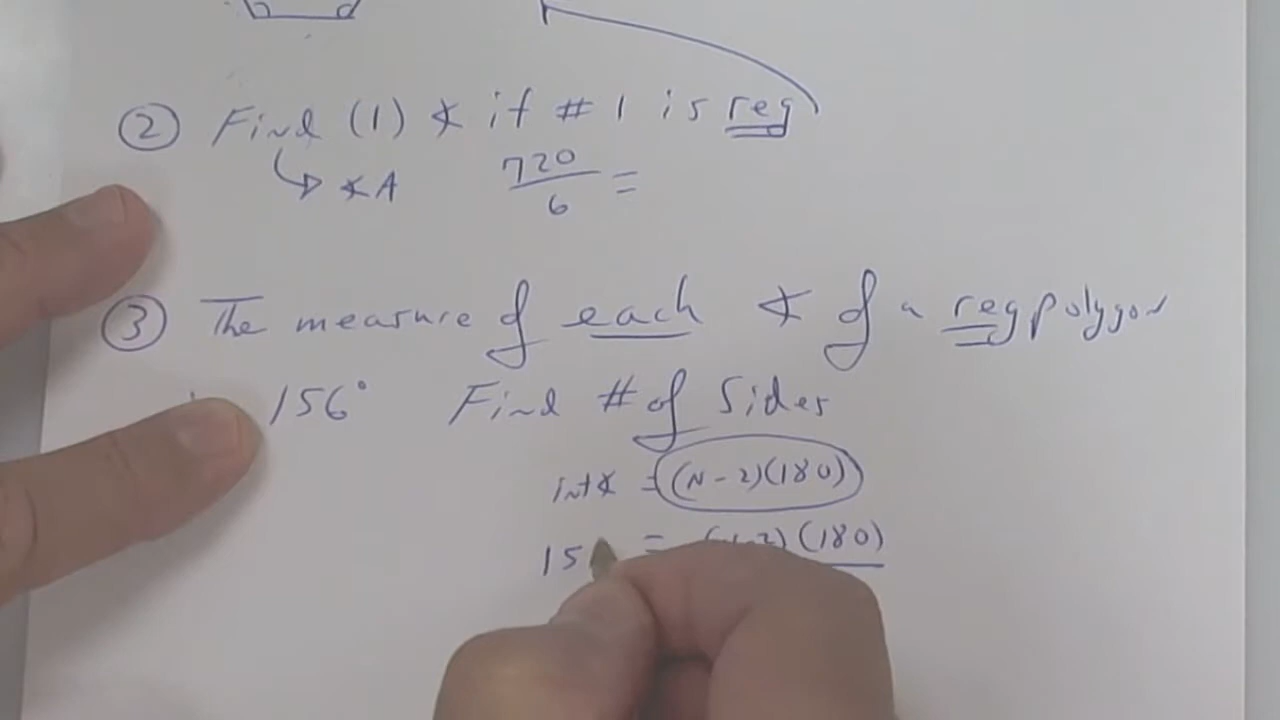 ② Find (1) ∡ if # 1 is reg
↳ ∡A 720/6 =
③ The measure of each ∡ of a reg polygon
156° Find # of Sides
int ∡ = (N-2)(180)
15 = -2)(180)